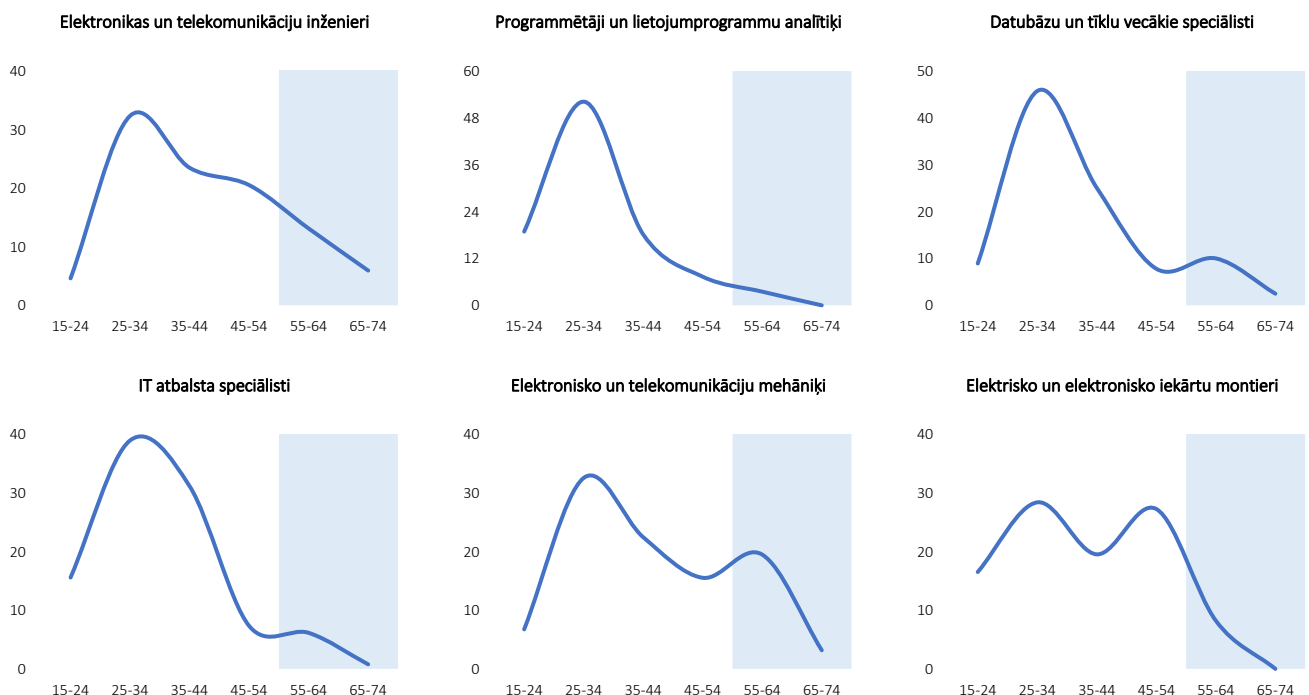 Elektronikas un telekomunikāciju inženieri
40
30
20
10
0
15-24 25-34 35-44 45-54 55-64 65-74
Programmētāji un lietojumprogrammu analītiķi
60
48
36
24
12
0
15-24 25-34 35-44 45-54 55-64 65-74
Datubāzu un tīklu vecākie speciālisti
50
40
30
20
10
0
15-24 25-34 35-44 45-54 55-64 65-74
IT atbalsta speciālisti
40
30
20
10
0
15-24 25-34 35-44 45-54 55-64 65-74
Elektronisko un telekomunikāciju mehāniķi
40
30
20
10
0
15-24 25-34 35-44 45-54 55-64 65-74
Elektrisko un elektronisko iekārtu montieri
40
30
20
10
0
15-24 25-34 35-44 45-54 55-64 65-74